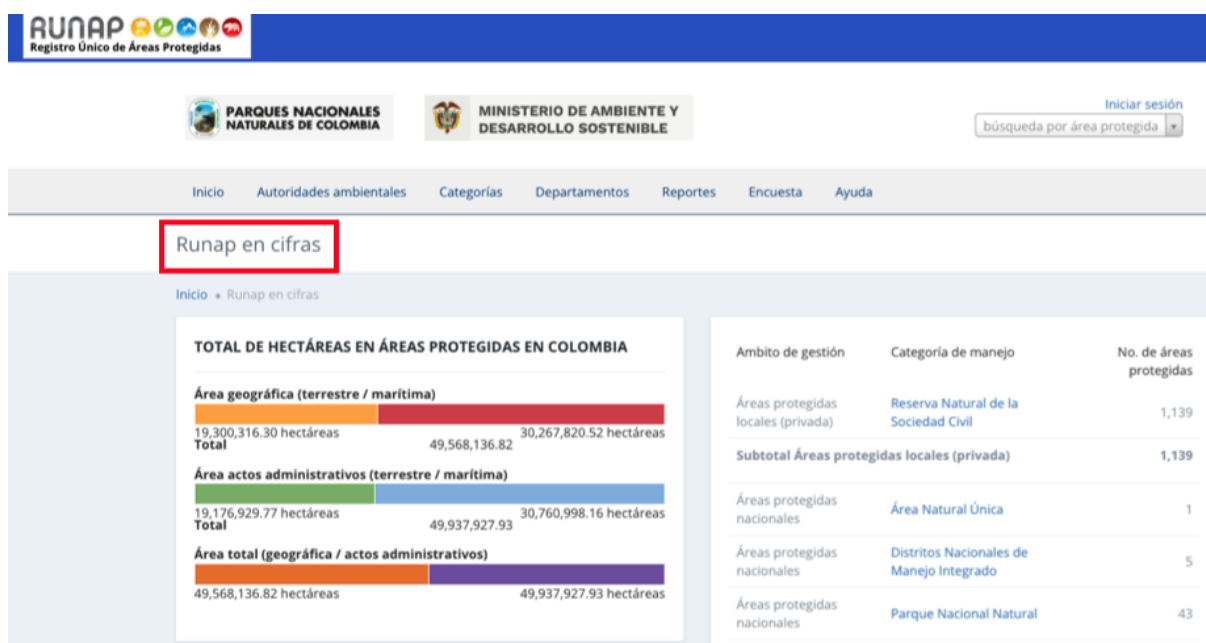 RUNAP
Registro Único de Áreas Protegidas
PARQUES NACIONALES
NATURALES DE COLOMBIA
MINISTERIO DE AMBIENTE Y
DESARROLLO SOSTENIBLE
Iniciar sesión
búsqueda por área protegida
Inicio Autoridades ambientales Categorías Departamentos Reportes Encuesta Ayuda
Runap en cifras
Inicio • Runap en cifras
TOTAL DE HECTÁREAS EN ÁREAS PROTEGIDAS EN COLOMBIA
Área geográfica (terrestre / marítima)
19,300,316.30 hectáreas 30,267,820.52 hectáreas
Total 49,568,136.82
Área actos administrativos (terrestre / marítima)
19,176,929.77 hectáreas 30,760,998.16 hectáreas
Total 49,937,927.93
Área total (geográfica / actos administrativos)
49,568,136.82 hectáreas 49,937,927.93 hectáreas
Ambito de gestión Categoría de manejo No. de áreas
protegidas
Áreas protegidas Reserva Natural de la
locales (privada) Sociedad Civil 1,139
Subtotal Áreas protegidas locales (privada) 1,139
Áreas protegidas
nacionales Área Natural Única 1
Áreas protegidas Distritos Nacionales de
nacionales Manejo Integrado 5
Áreas protegidas
nacionales Parque Nacional Natural 43